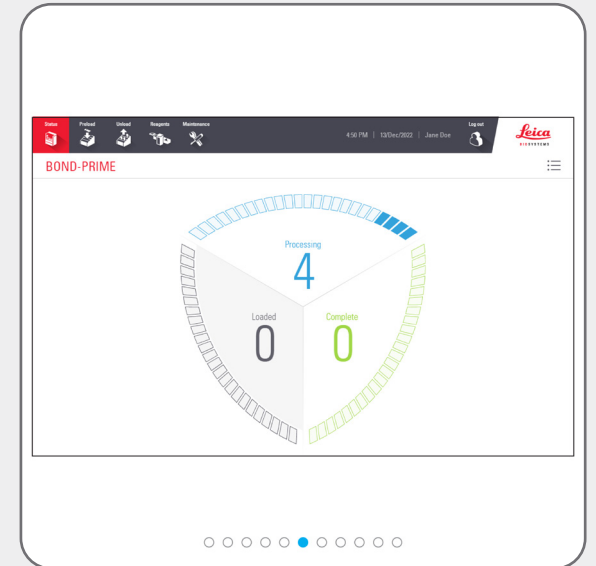 Status Preload Unload Reagents Maintenance
4:50 PM | 13/Dec/2023 | Jane Doe
Log out
Leica
BIOSYSTEMS
BOND-PRIME
Processing
4
Loaded
0
Complete
0